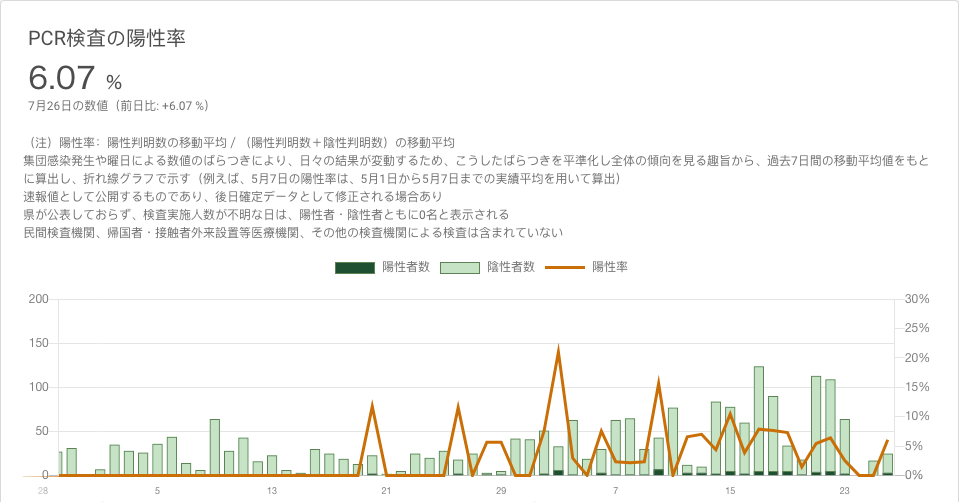 PCR検査の陽性率
6.07 %
7月26日の数値（前日比: +6.07 %）
（注）陽性率：陽性判明数の移動平均 / （陽性判明数＋陰性判明数）の移動平均
集団感染発生や曜日による数値のばらつきにより、日々の結果が変動するため、こうしたばらつきを平準化し全体の傾向を見る趣旨から、過去7日間の移動平均値をもと
に算出し、折れ線グラフで示す（例えば、5月7日の陽性率は、5月1日から5月7日までの実績平均を用いて算出）
速報値として公開するものであり、後日確定データとして修正される場合あり
県が公表しておらず、検査実施人数が不明な日は、陽性者・陰性者ともに0名と表示される
民間検査機関、帰国者・接触者外来設置等医療機関、その他の検査機関による検査は含まれていない
陽性者数 陰性者数 陽性率
200 30%
25%
150
20%
100 15%
10%
50
5%
0 0%
28 5 13 21 29 7 15 23